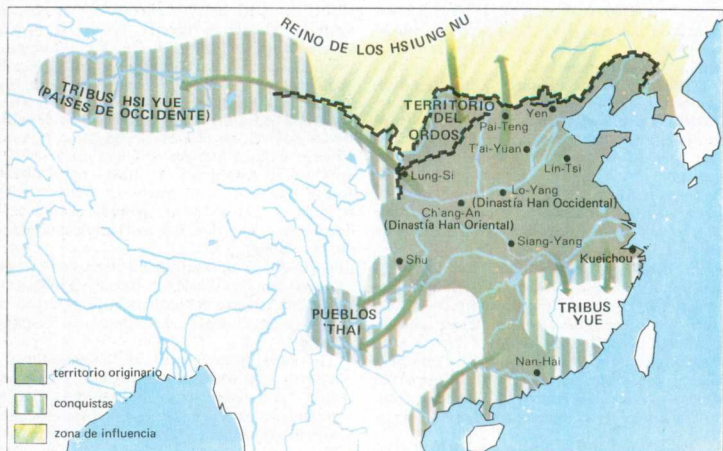 REINO DE LOS HSIUNG NU
TRIBUS HSI YUE
(PAÍSES DE OCCIDENTE)
TERRITORIO
DEL
ORDOS
Yen
Pai-Teng
T'ai-Yuan
Lin-Tsi
Lung-Si
Lo-Yang
(Dinastía Han Occidental)
Ch'ang-An
(Dinastía Han Oriental)
Siang-Yang
Kueichou
Shu
PUEBLOS
THAI
TRIBUS
YUE
Nan-Hai
territorio originario
conquistas
zona de influencia